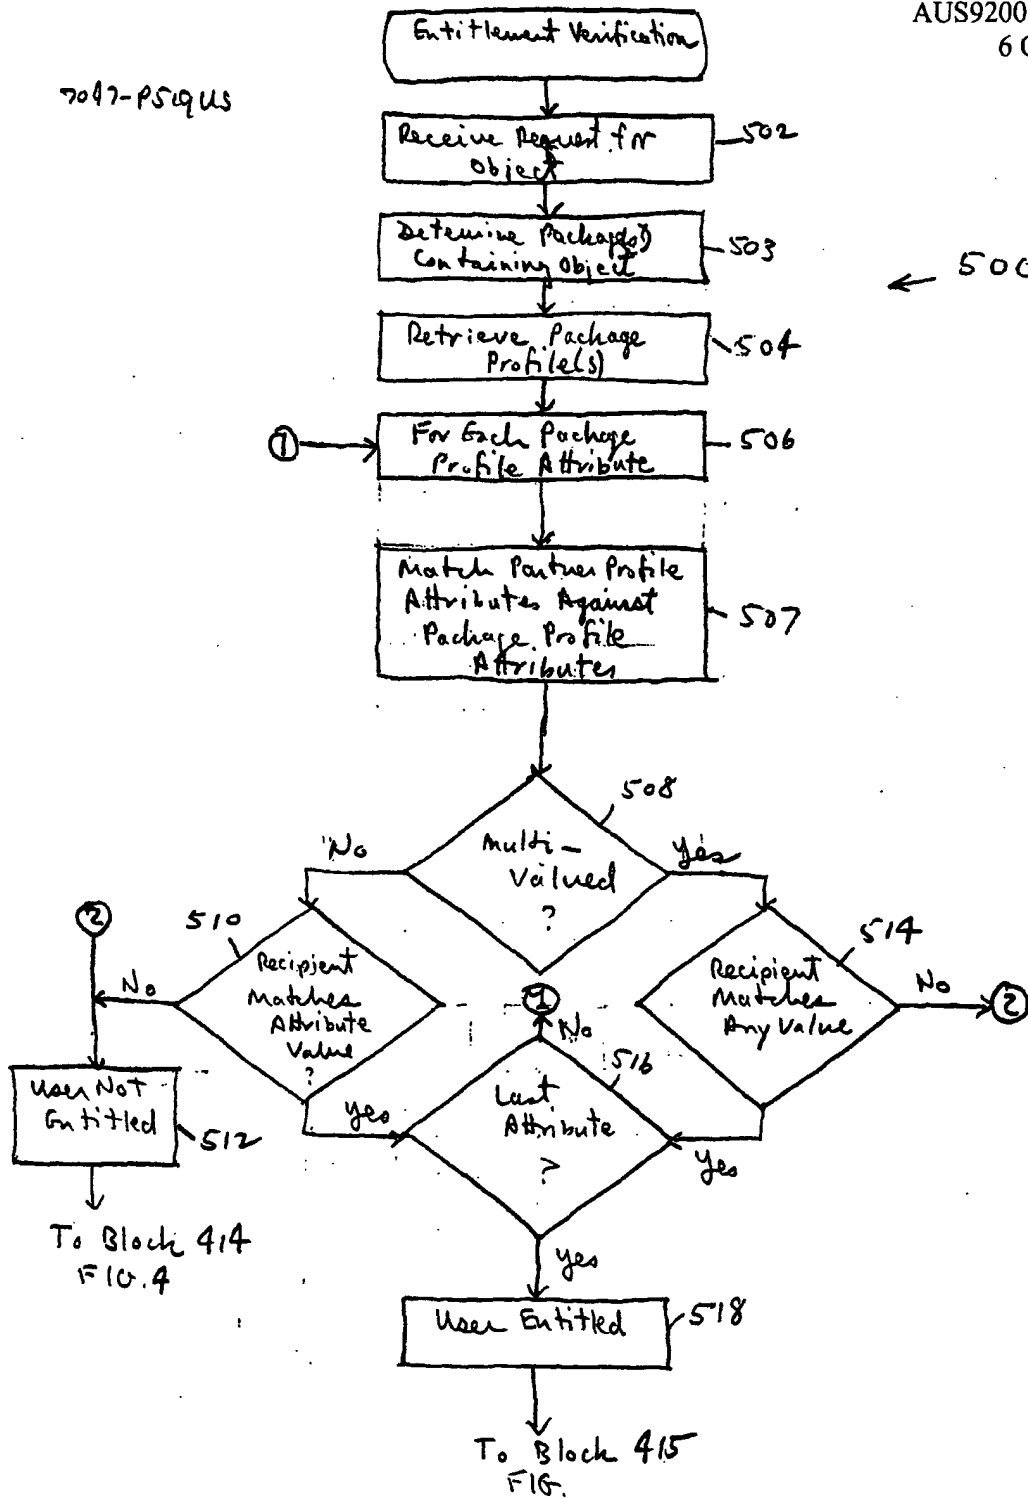 AUS9200
6 O
7047-P519US
Entitlement Verification
Receive Request for
Object
502
Determine Package(s)
Containing Object
503
500
Retrieve Package
Profile(s)
504
1
For Each Package
Profile Attribute
506
Match Partner Profile
Attributes Against
Package Profile
Attributes
507
508
No
Multi-
Valued
?
Yes
2
510
No
Recipient
Matches
Attribute
Value
?
1
No
514
Recipient
Matches
Any Value
No
2
User Not
Entitled
512
yes
516
Last
Attribute
?
Yes
To Block 414
FIG. 4
yes
User Entitled
518
To Block 415
FIG.